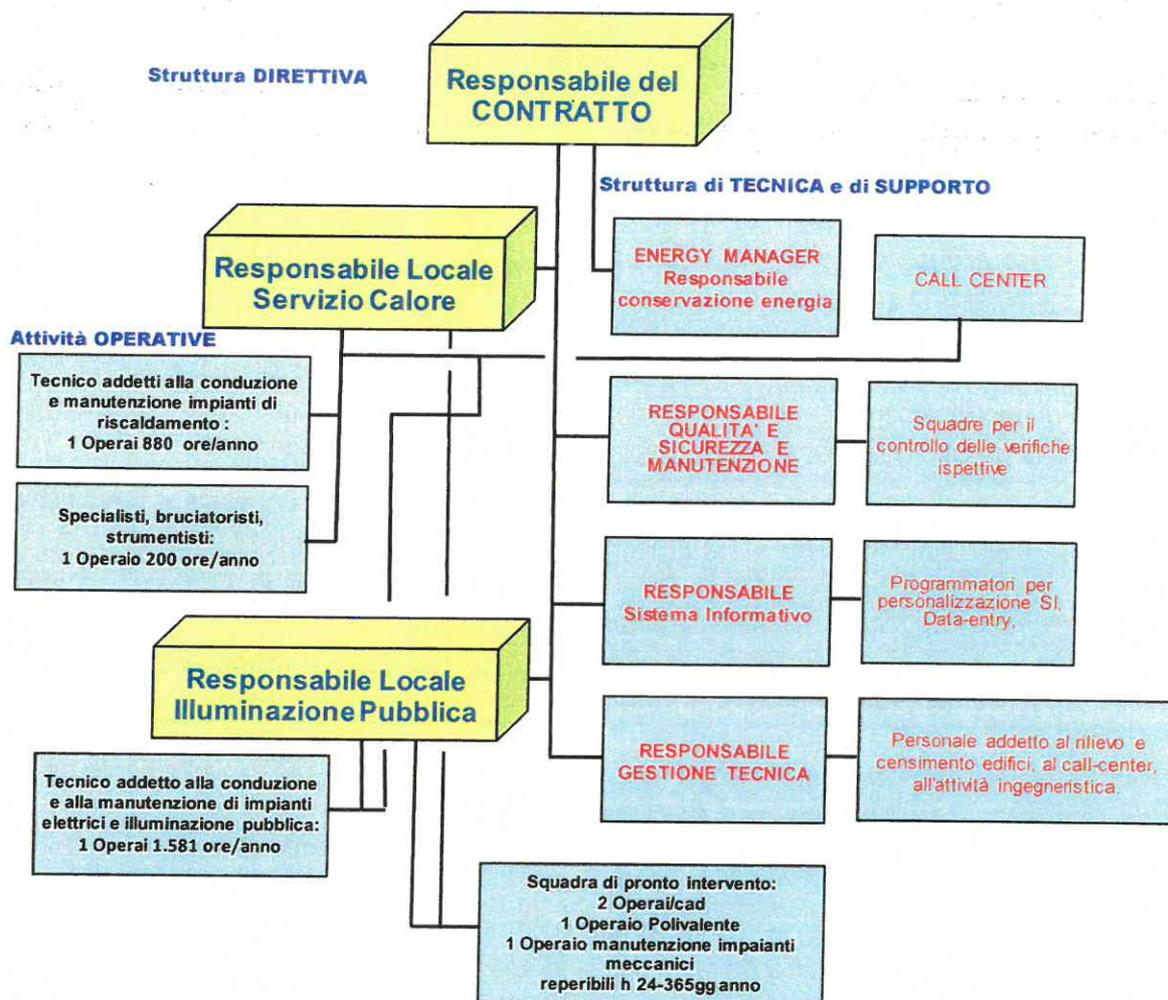 Struttura DIRETTIVA
Responsabile del
CONTRATTO
Struttura di TECNICA e di SUPPORTO
Responsabile Locale
Servizio Calore
ENERGY MANAGER
Responsabile
conservazione energia
CALL CENTER
Attività OPERATIVE
Tecnico addetti alla conduzione
e manutenzione impianti di
riscaldamento :
1 Operai 880 ore/anno
RESPONSABILE
QUALITA' E
SICUREZZA E
MANUTENZIONE
Squadre per il
controllo delle verifiche
ispettive
Specialisti, bruciatoristi,
strumentisti:
1 Operaio 200 ore/anno
RESPONSABILE
Sistema Informativo
Programmatori per
personalizzazione SI,
Data-entry,
Responsabile Locale
Illuminazione Pubblica
RESPONSABILE
GESTIONE TECNICA
Personale addetto al rilievo e
censimento edifici, al call-center,
all'attività ingegneristica.
Tecnico addetto alla conduzione
e alla manutenzione di impianti
elettrici e illuminazione pubblica:
1 Operai 1.581 ore/anno
Squadra di pronto intervento:
2 Operai/cad
1 Operaio Polivalente
1 Operaio manutenzione impaianti
meccanici
reperibili h 24-365gg anno